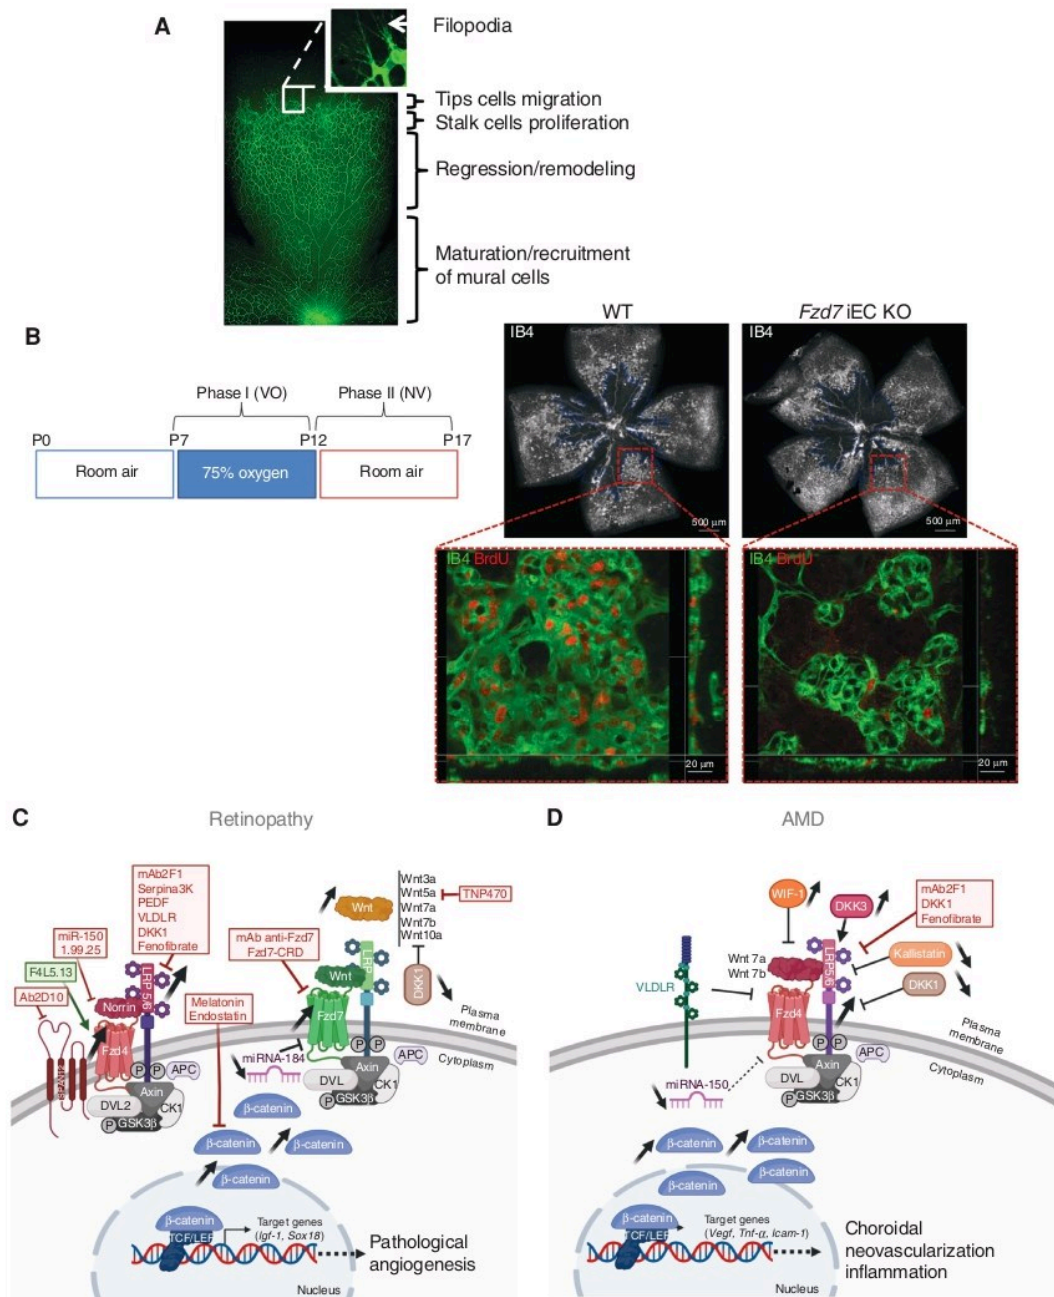 A
Filopodia
Tips cells migration
Stalk cells proliferation
Regression/remodeling
Maturation/recruitment
of mural cells
B
Phase I (VO)
Phase II (NV)
P0
P7
P12
P17
Room air
75% oxygen
Room air
WT
Fzd7 iEC KO
IB4
IB4
500 µm
500 µm
IB4 BrdU
IB4 BrdU
20 µm
20 µm
C
Retinopathy
mAb2F1
Serpina3K
PEDF
VLDLR
DKK1
Fenofibrate
miR-150
1.99.25
F4L5.13
Ab2D10
Norrin
LRP5/6
Fzd4
P
P
APC
Axin
DVL2
CK1
GSK3β
P
Melatonin
Endostatin
mAb anti-Fzd7
Fzd7-CRD
Wnt
Wnt3a
Wnt5a
Wnt7a
Wnt7b
Wnt10a
TNP470
DKK1
Wnt
LRP
Fzd7
Plasma
membrane
Cytoplasm
miRNA-184
P
P
APC
Axin
DVL
CK1
GSK3β
P
β-catenin
β-catenin
β-catenin
β-catenin
β-catenin
TCF/LEF
Target genes
(Igf-1, Sox18)
Pathological
angiogenesis
Nucleus
D
AMD
WIF-1
DKK3
mAb2F1
DKK1
Fenofibrate
Kallistatin
DKK1
Wnt 7a
Wnt 7b
LRP5/6
VLDLR
Fzd4
Plasma
membrane
Cytoplasm
P
P
APC
Axin
DVL
CK1
GSK3β
P
miRNA-150
β-catenin
β-catenin
β-catenin
β-catenin
β-catenin
TCF/LEF
Target genes
(Vegf, Tnf-α, Icam-1)
Choroidal
neovascularization
inflammation
Nucleus